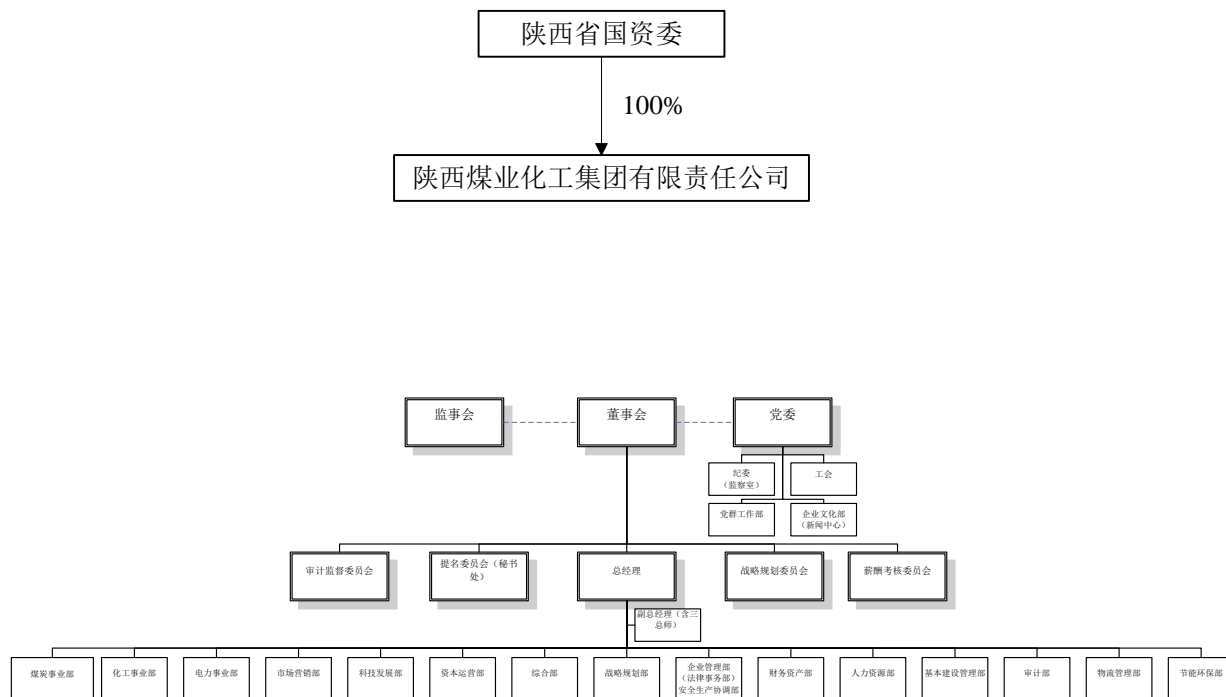 陕西省国资委
100%
陕西煤业化工集团有限责任公司
监事会
董事会
党委
纪委
（监察室）
工会
党群工作部
企业文化部
（新闻中心）
审计监督委员会
提名委员会（秘书
处）
总经理
战略规划委员会
薪酬考核委员会
副总经理（含三
总师）
煤炭事业部
化工事业部
电力事业部
市场营销部
科技发展部
资本运营部
综合部
战略规划部
企业管理部
（法律事务部）
安全生产协调部
财务资产部
人力资源部
基本建设管理部
审计部
物流管理部
节能环保部